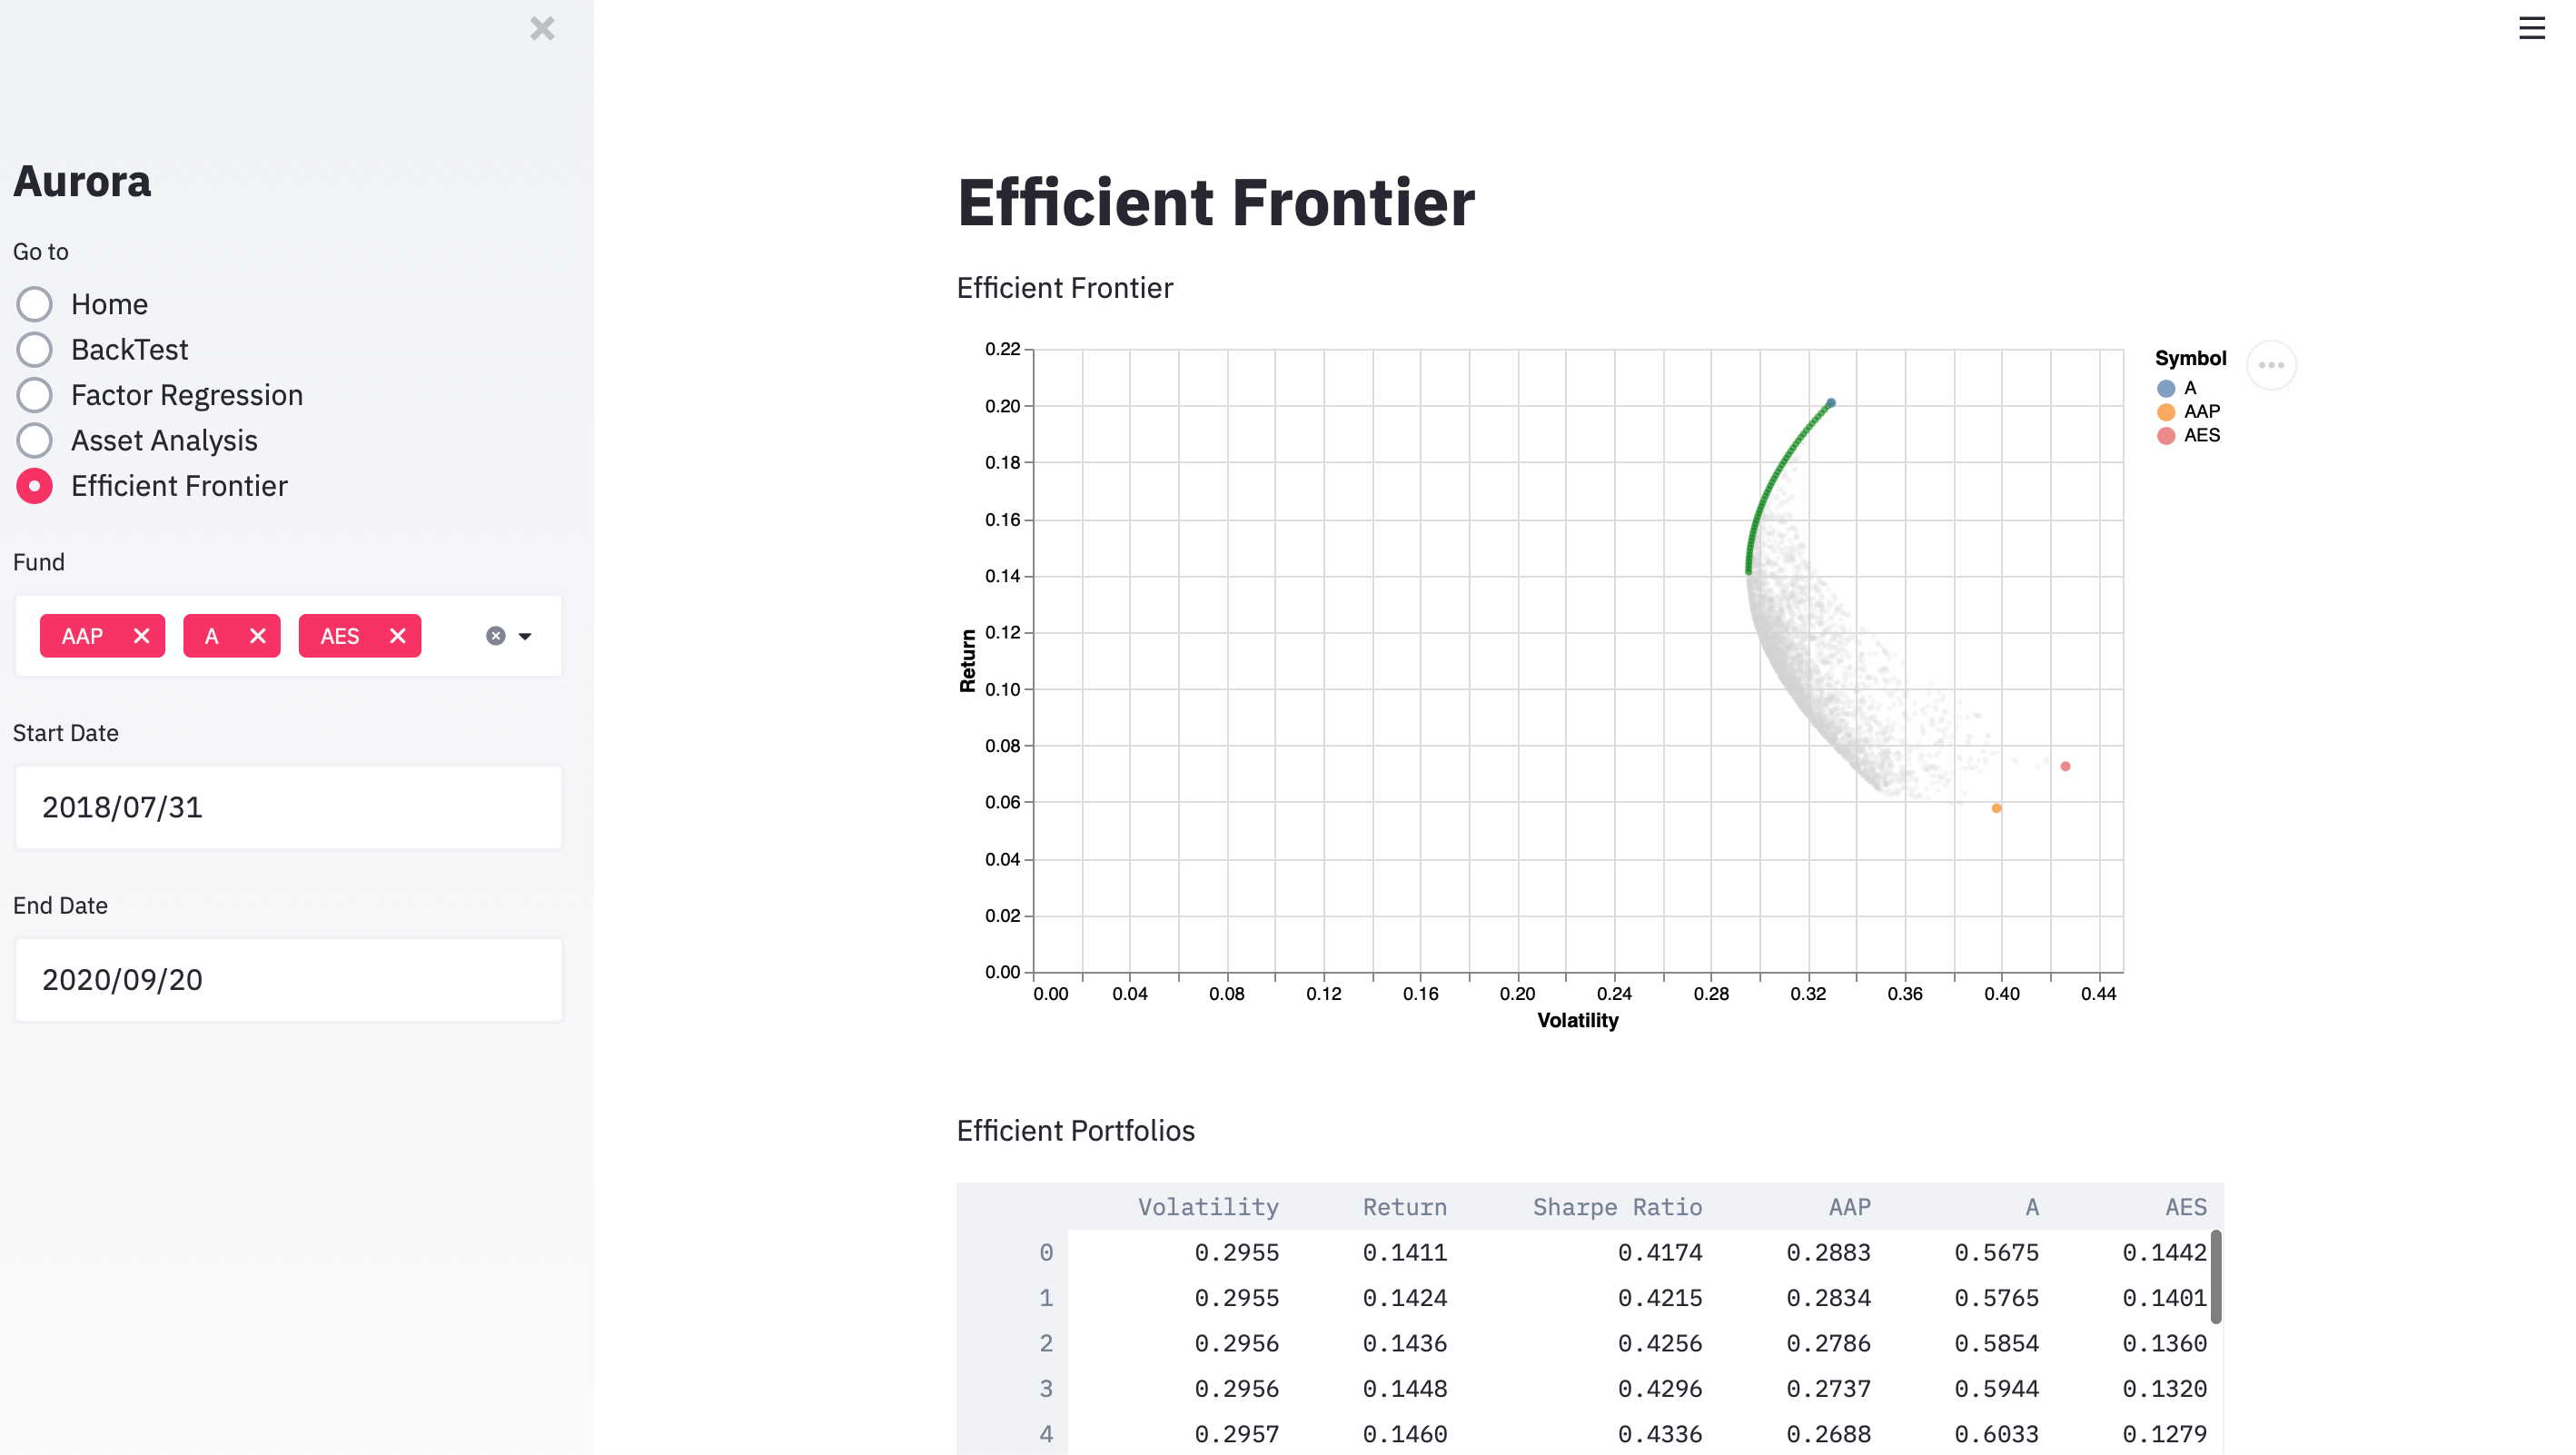 Aurora
Go to
Home
BackTest
Factor Regression
Asset Analysis
Efficient Frontier
Fund
AAP
A
AES
Start Date
2018/07/31
End Date
2020/09/20
Efficient Frontier
Efficient Frontier
0.22
0.20
0.18
0.16
0.14
0.12
0.10
0.08
0.06
0.04
0.02
0.00
Return
0.00 0.04 0.08 0.12 0.16 0.20 0.24 0.28 0.32 0.36 0.40 0.44
Volatility
Symbol
A
AAP
AES
Efficient Portfolios
Volatility Return Sharpe Ratio AAP A AES
0 0.2955 0.1411 0.4174 0.2883 0.5675 0.1442
1 0.2955 0.1424 0.4215 0.2834 0.5765 0.1401
2 0.2956 0.1436 0.4256 0.2786 0.5854 0.1360
3 0.2956 0.1448 0.4296 0.2737 0.5944 0.1320
4 0.2957 0.1460 0.4336 0.2688 0.6033 0.1279